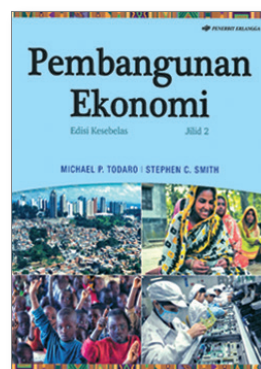 PENERBIT ERLANGGA
Pembangunan
Ekonomi
Edisi Kesebelas Jilid 2
MICHAEL P. TODARO | STEPHEN C. SMITH